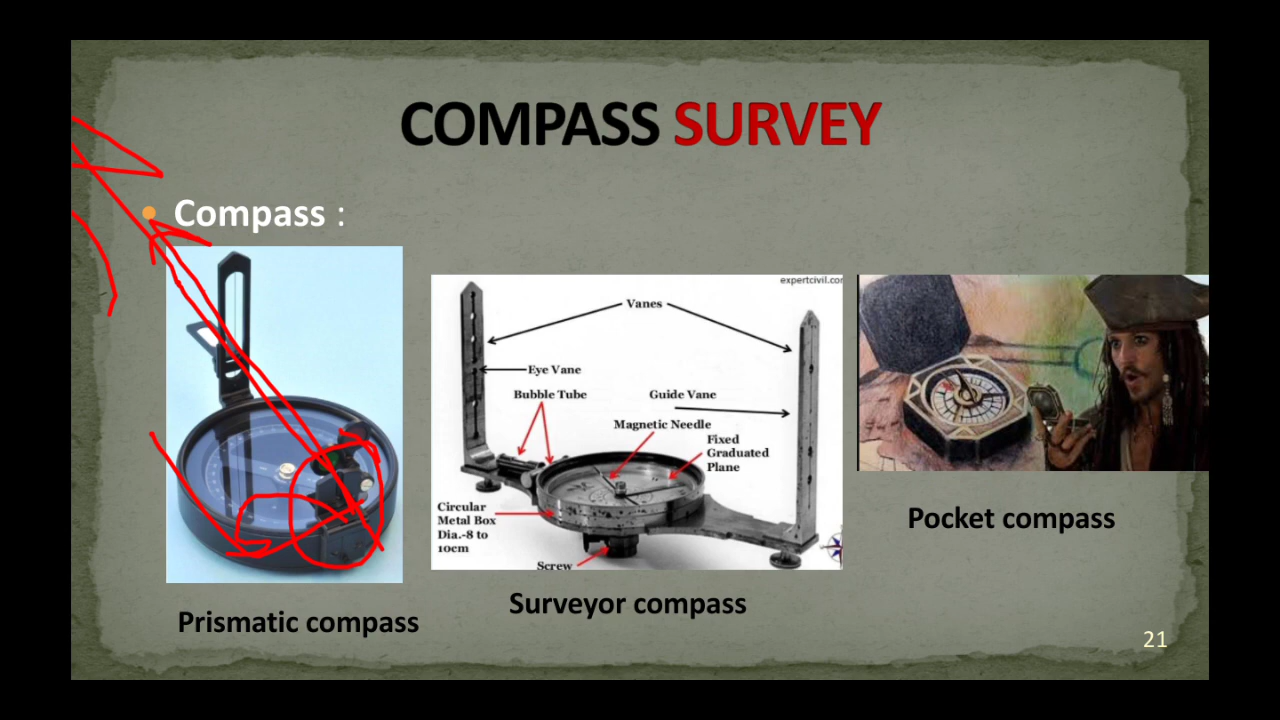 COMPASS SURVEY
Compass :
expertcivil.co
Vanes
Eye Vane
Bubble Tube
Guide Vane
Magnetic Needle
Fixed
Graduated
Plane
Circular
Metal Box
Dia.-8 to
10cm
Screw
Pocket compass
Surveyor compass
Prismatic compass
21